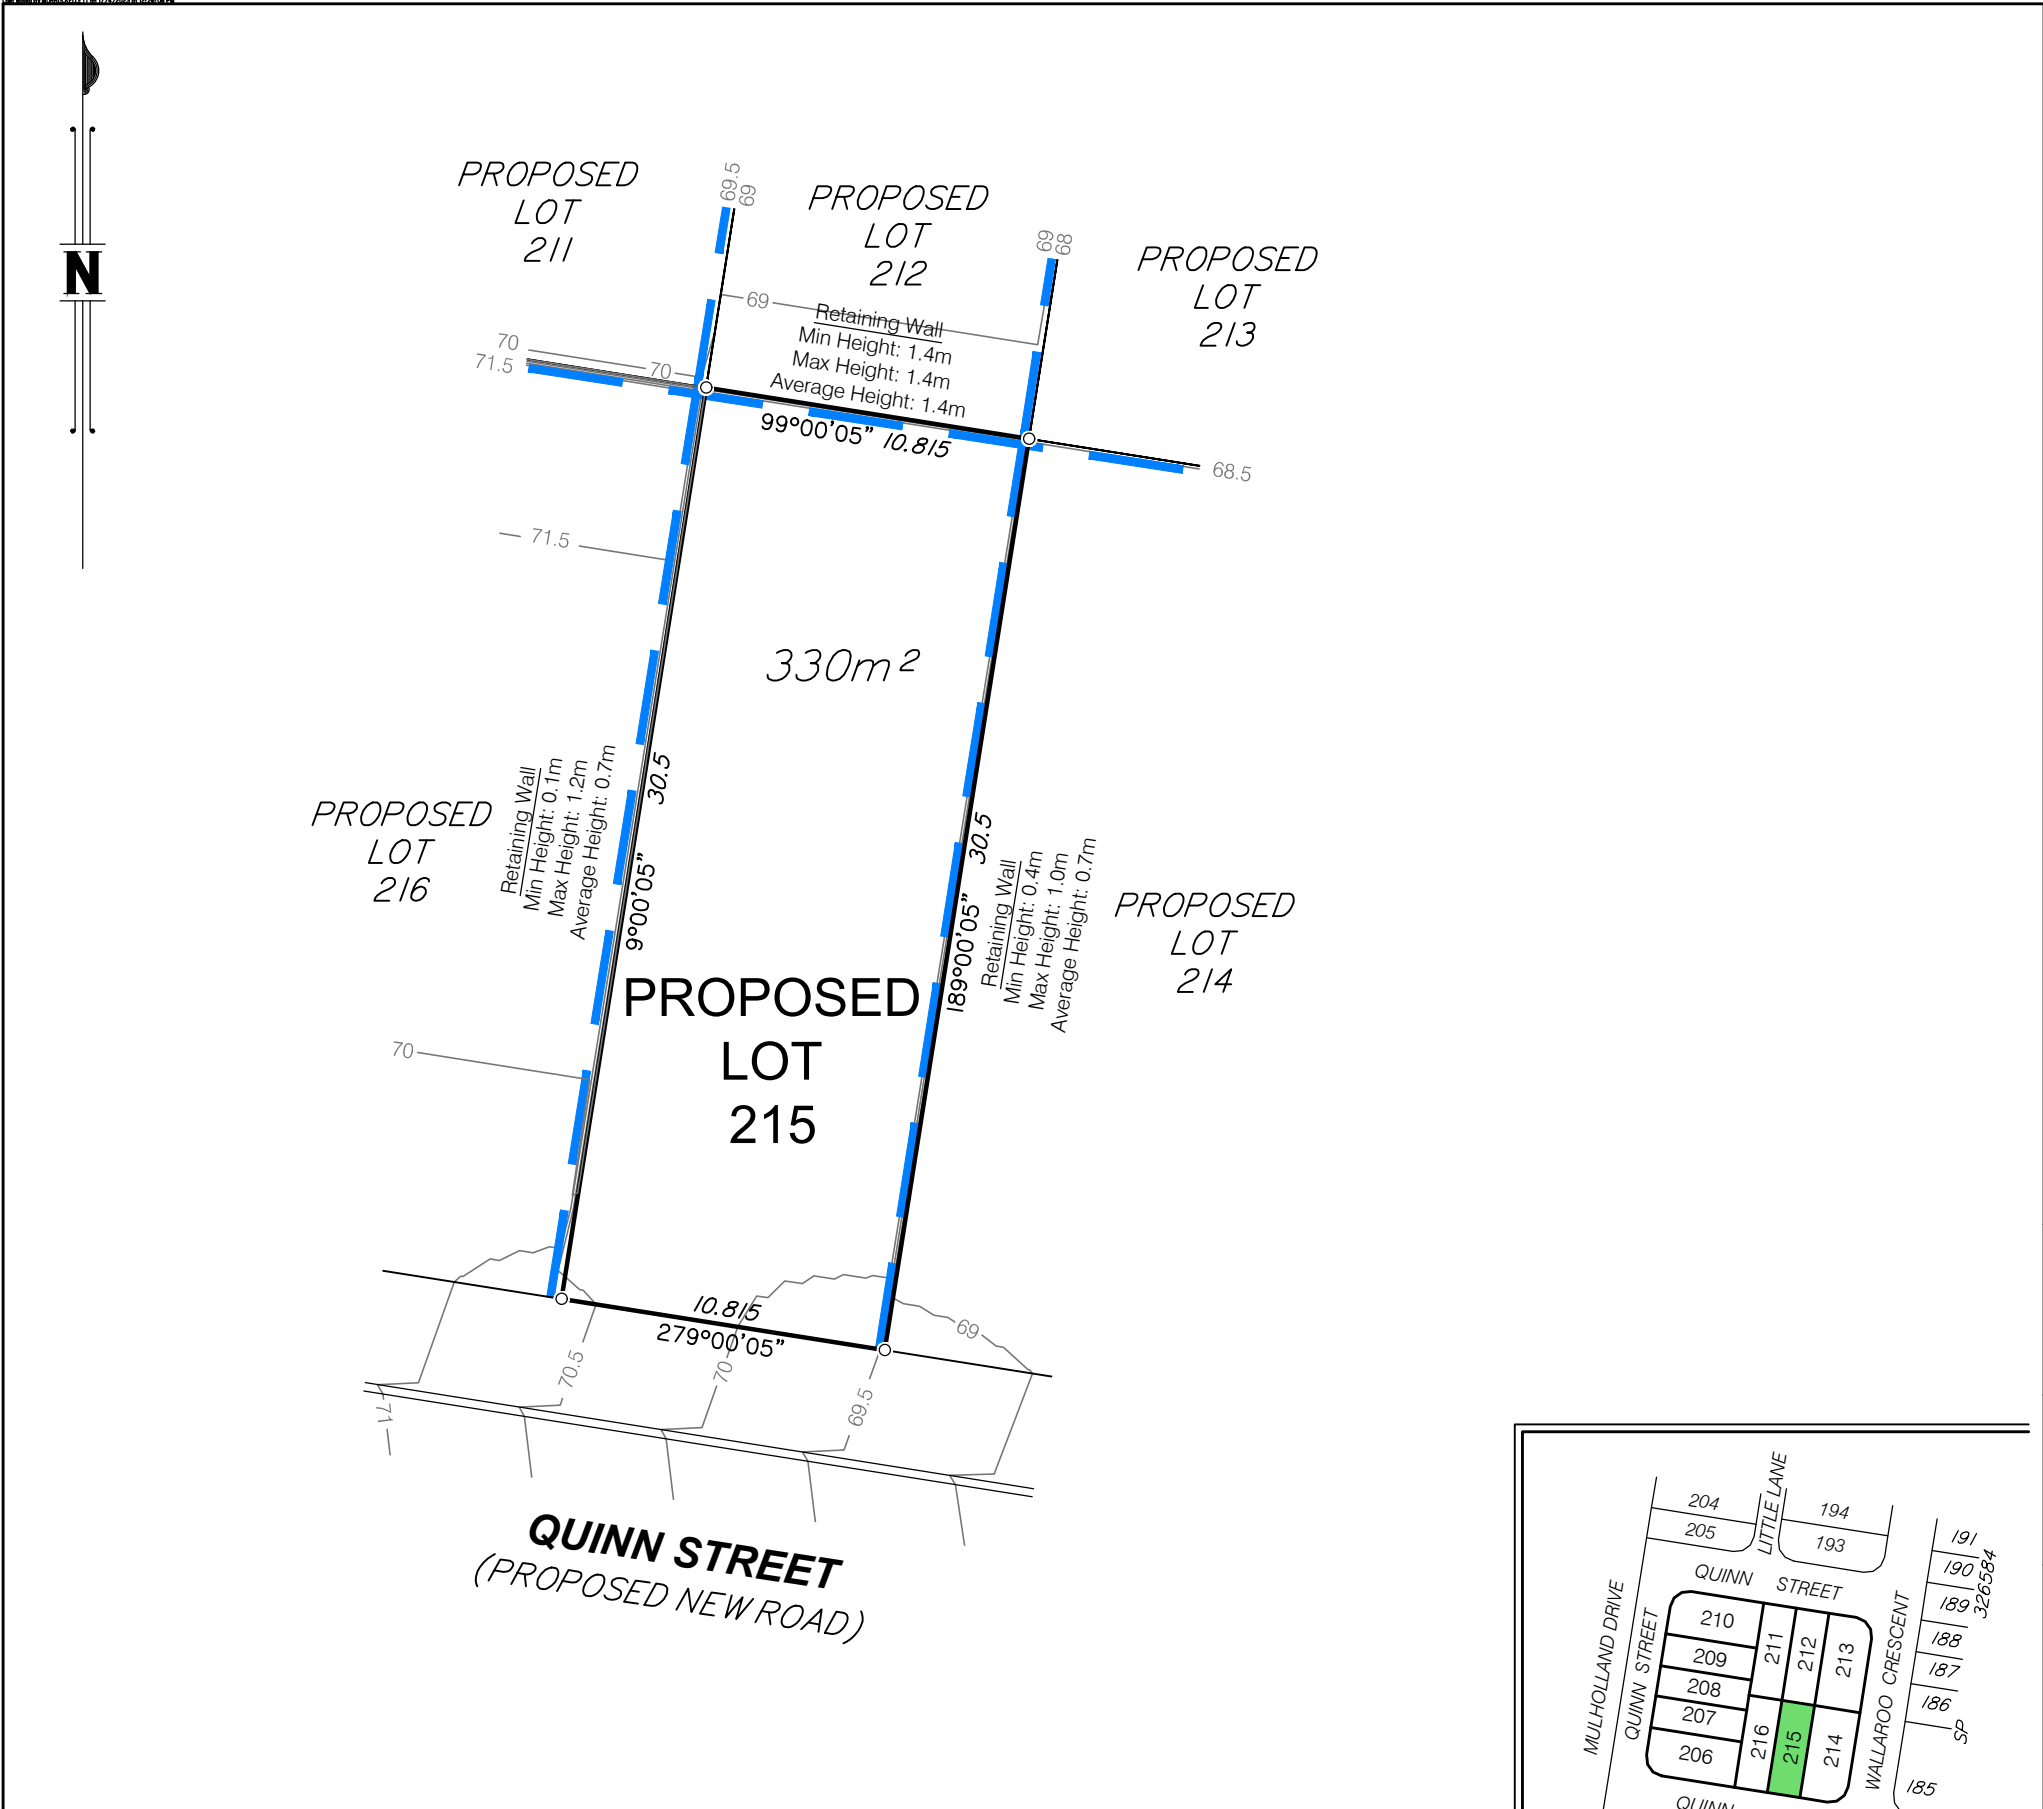 N
PROPOSED
LOT
211
69.5
69
PROPOSED
LOT
212
69
68
PROPOSED
LOT
213
69
Retaining Wall
Min Height: 1.4m
Max Height: 1.4m
Average Height: 1.4m
70
71.5
70
99°00'05" 10.815
68.5
71.5
330m²
30.5
9°00'05"
Retaining Wall
Min Height: 0.1m
Max Height: 1.2m
Average Height: 0.7m
PROPOSED
LOT
216
30.5
189°00'05"
Retaining Wall
Min Height: 0.4m
Max Height: 1.0m
Average Height: 0.7m
PROPOSED
LOT
214
PROPOSED
LOT
215
70
10.815
279°00'05"
69
71
70.5
70
69.5
QUINN STREET
(PROPOSED NEW ROAD)
204
205
LITTLE LANE
194
193
191
190
189
188
187
186
185
SP 326584
QUINN STREET
MULHOLLAND DRIVE
QUINN STREET
210
209
208
207
206
211
212
213
216
215
214
WALLAROO CRESCENT
QUINN